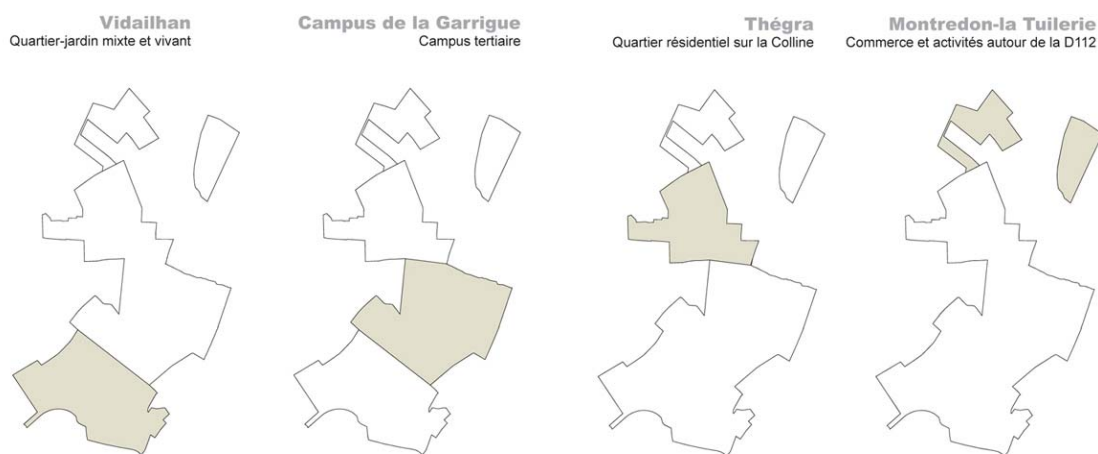 Vidailhan
Quartier-jardin mixte et vivant
Campus de la Garrigue
Campus tertiaire
Thégra
Quartier résidentiel sur la Colline
Montredon-la Tuilerie
Commerce et activités autour de la D112